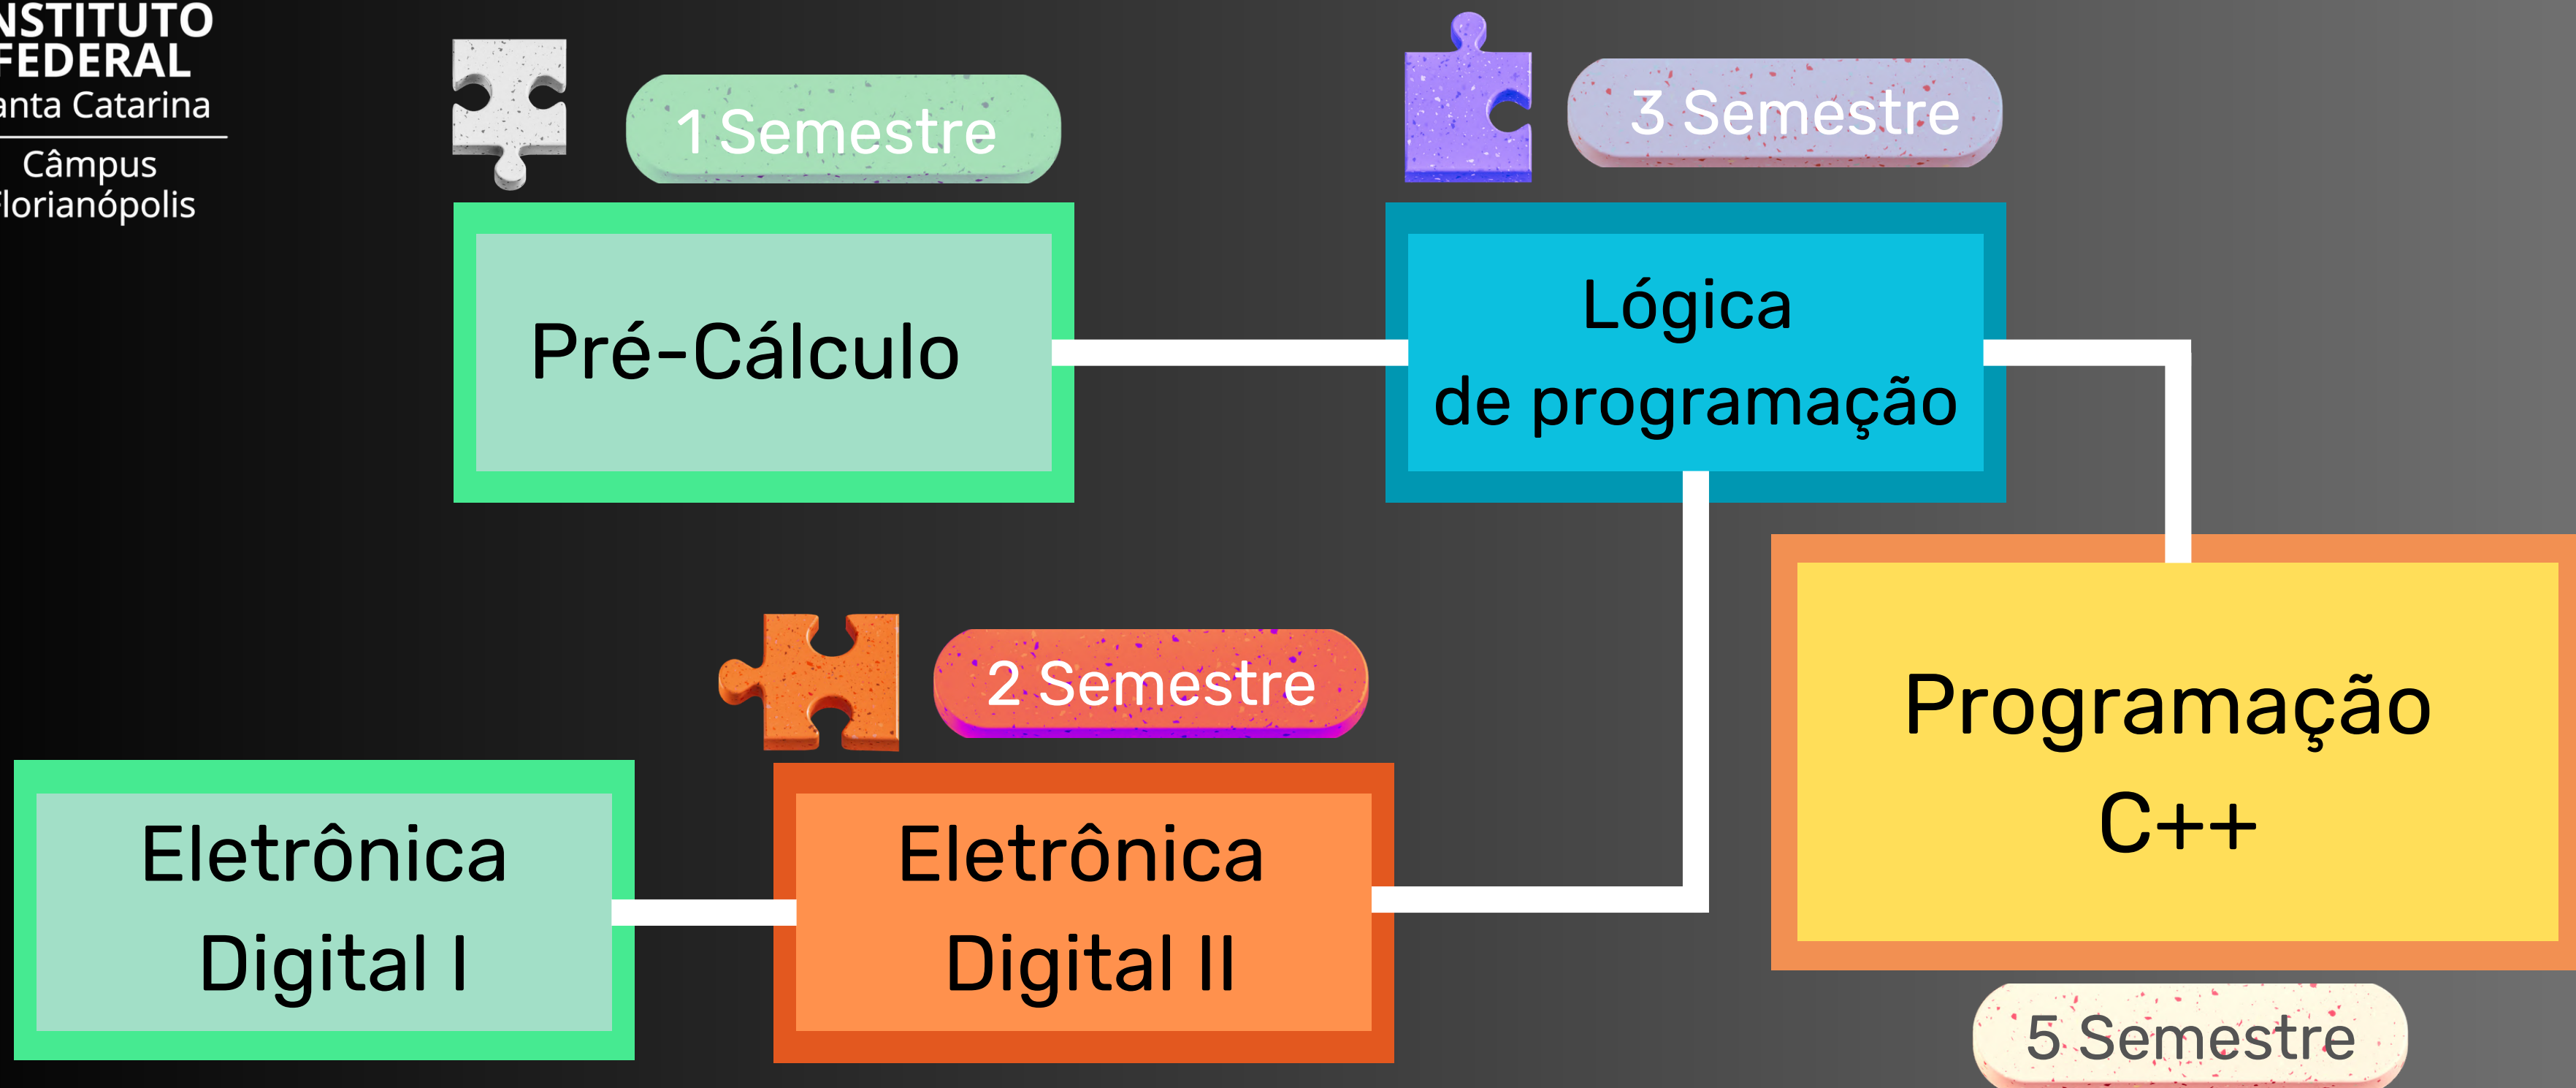 NSTITUTO
FEDERAL
anta Catarina
Câmpus
lorianópolis
1 Semestre
3 Semestre
Pré-Cálculo
Lógica
de programação
2 Semestre
Programação
C++
Eletrônica
Digital I
Eletrônica
Digital II
5 Semestre